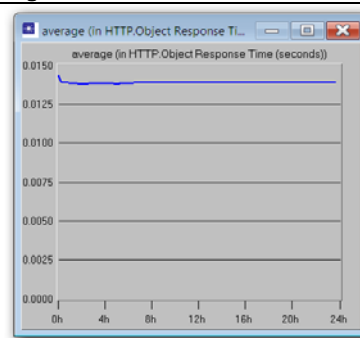 average (in HTTP.Object Response Ti...
average (in HTTP.Object Response Time (seconds))
0.0150
0.0125
0.0100
0.0075
0.0050
0.0025
0.0000
0h 4h 8h 12h 16h 20h 24h